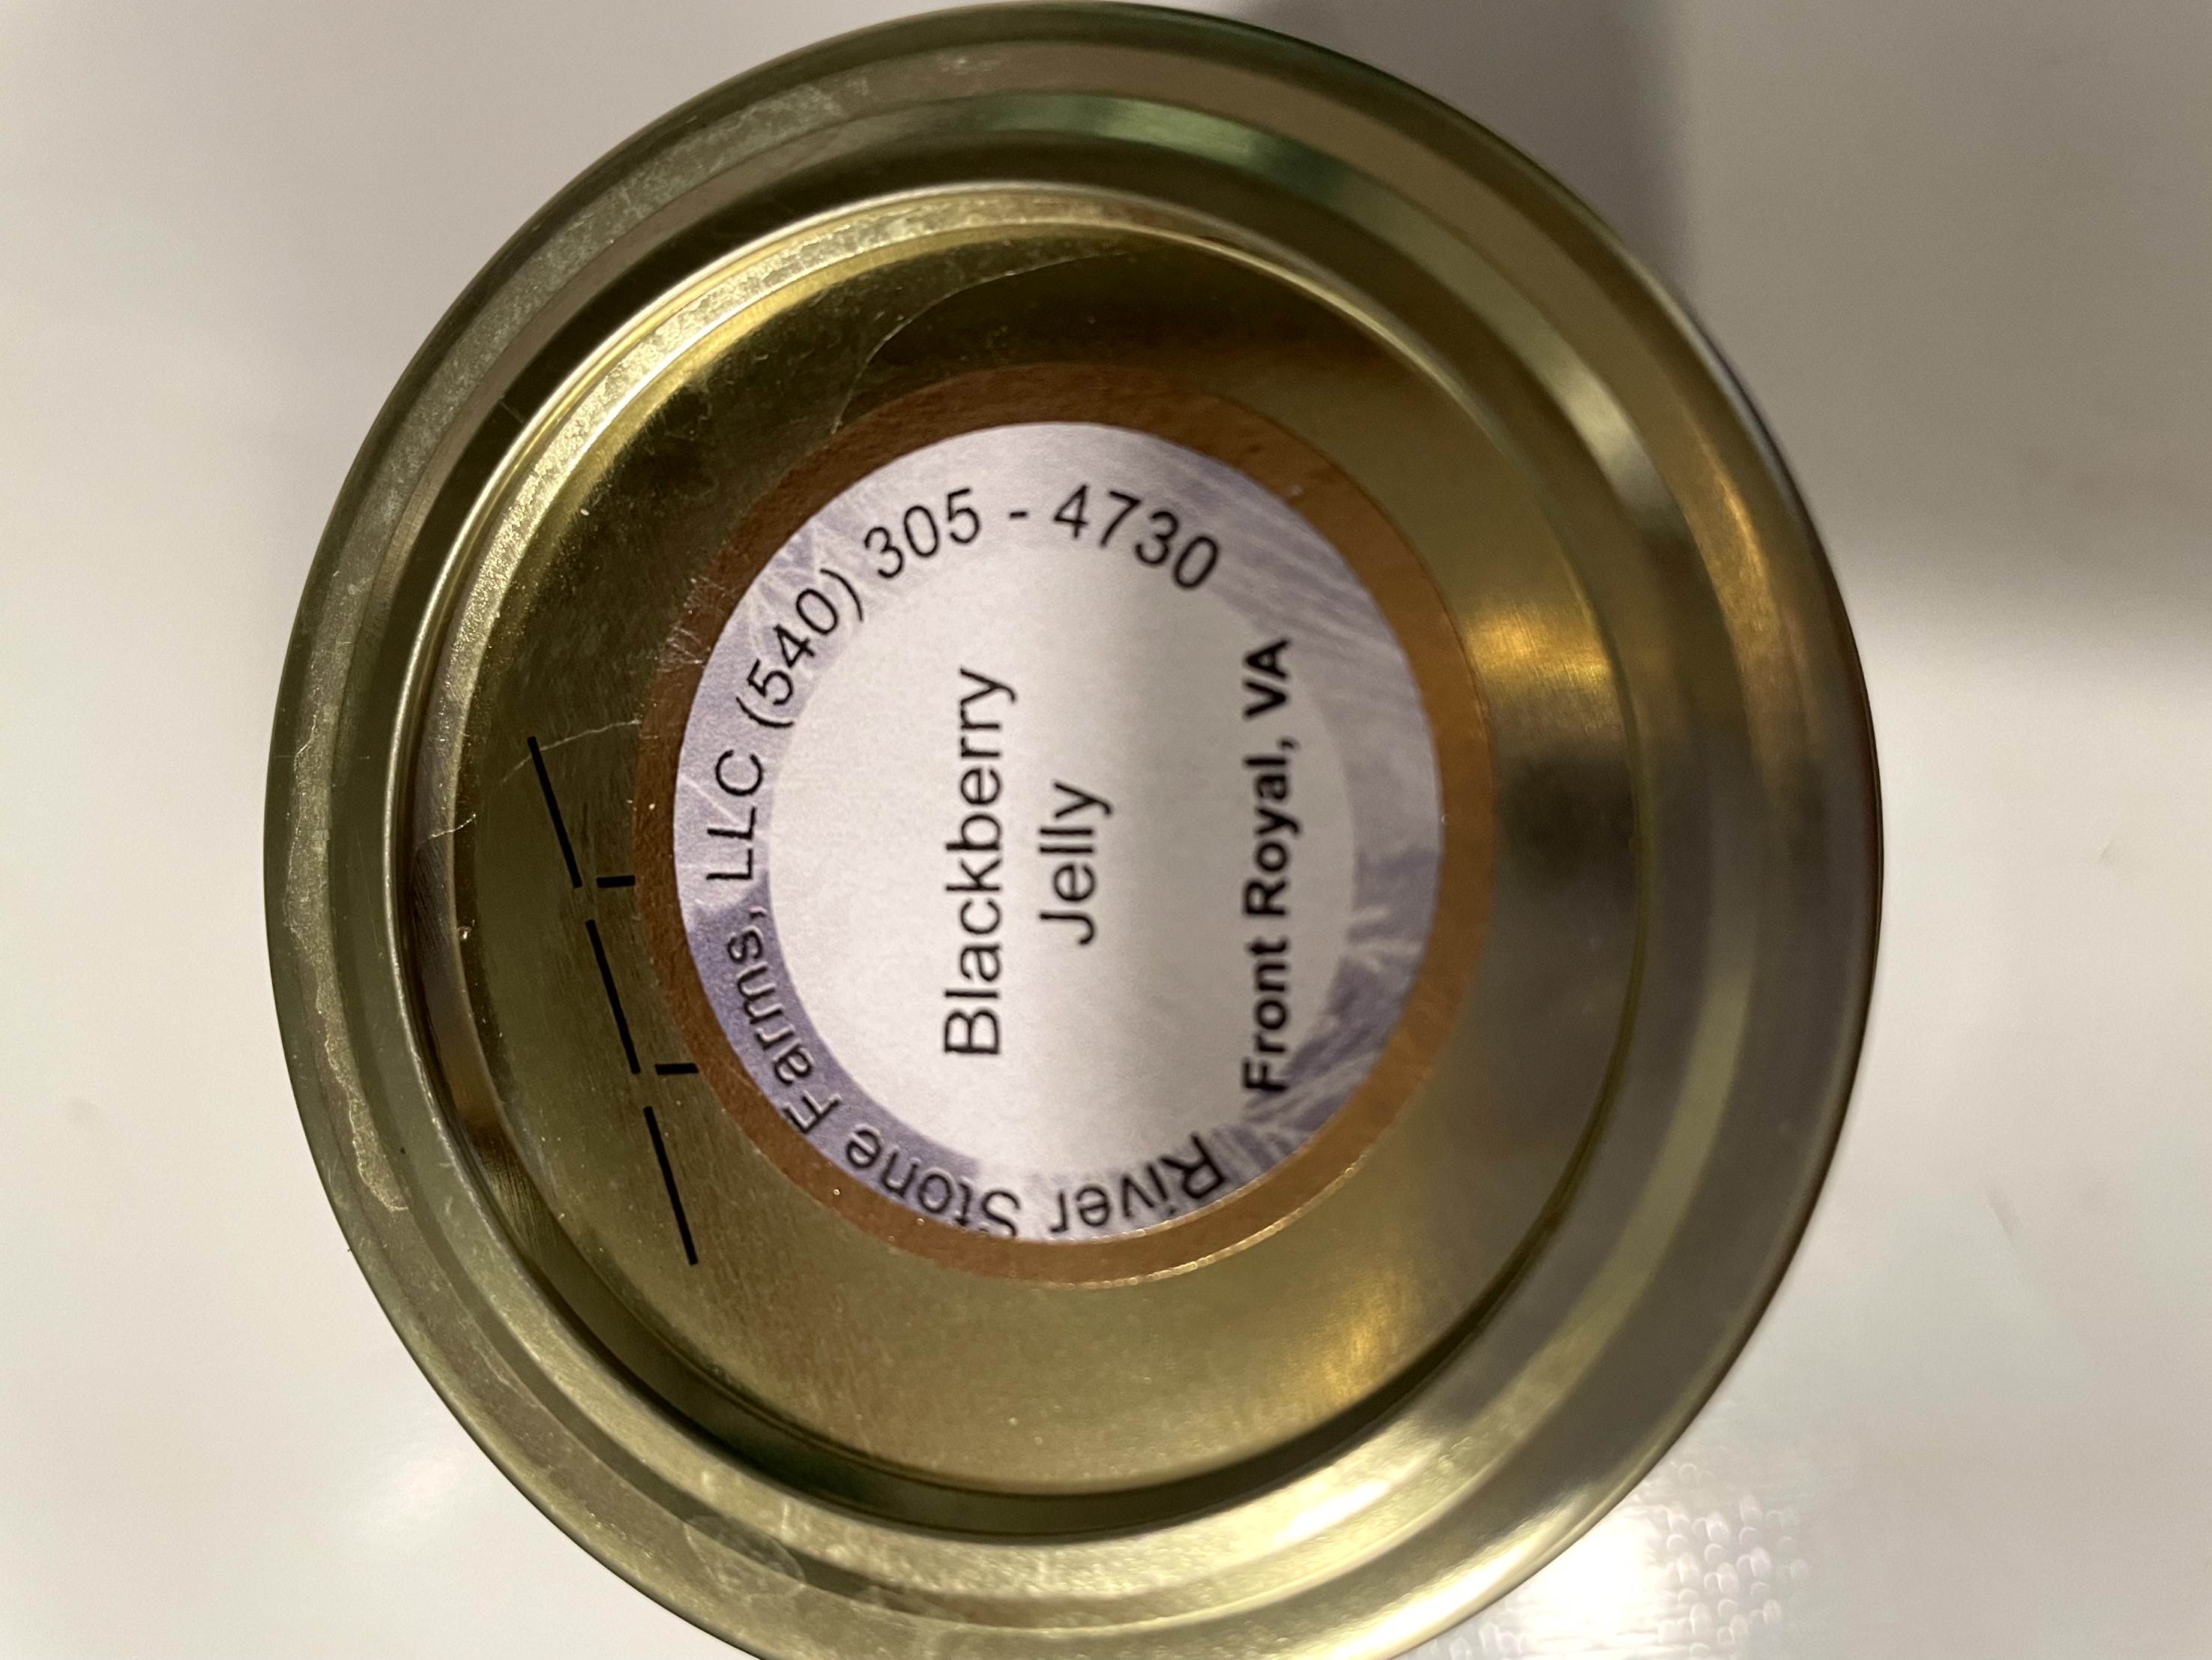 River Stone Farms, LLC (540) 305 - 4730
Blackberry
Jelly
Front Royal, VA